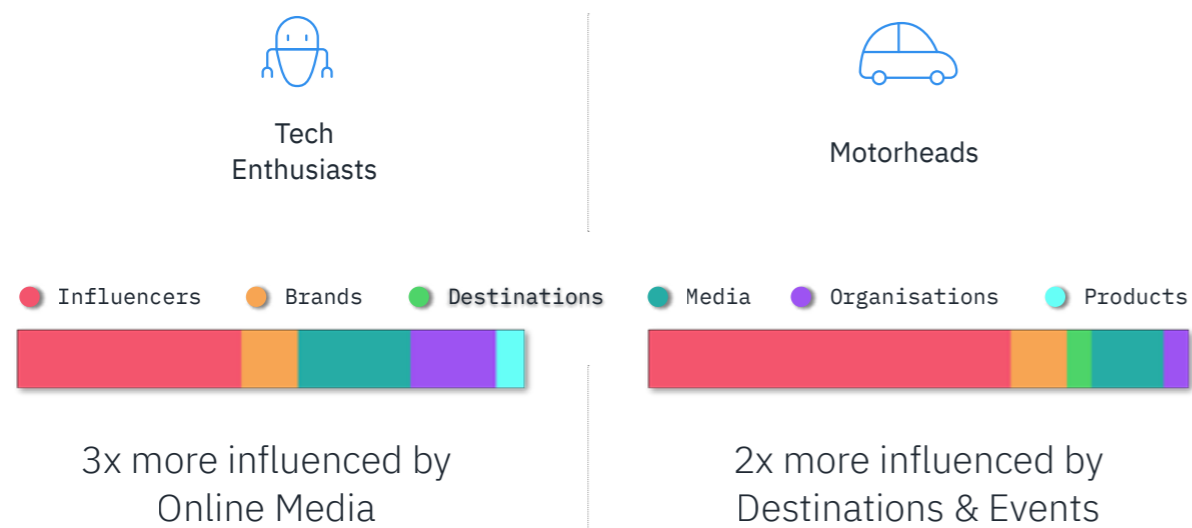 Tech
Enthusiasts
Motorheads
Influencers
Brands
Destinations
Media
Organisations
Products
3x more influenced by
Online Media
2x more influenced by
Destinations & Events